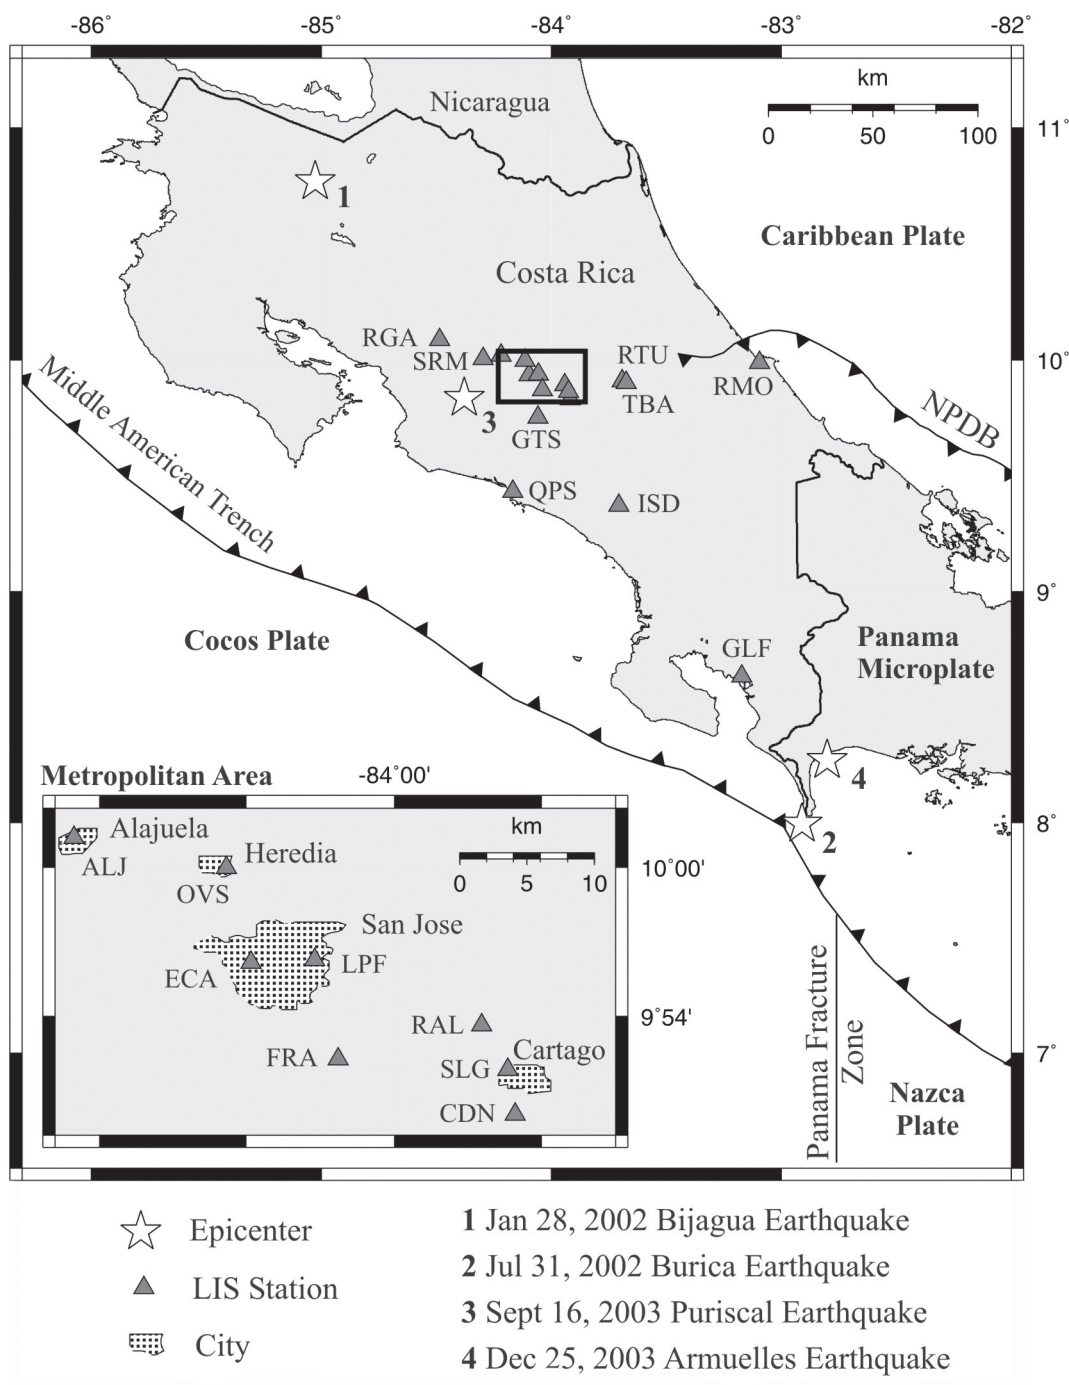 -86° -85° -84° -83° -82°
km
0 50 100
Nicaragua
11°
1
Caribbean Plate
Costa Rica
RGA
SRM
RTU
10°
RMO
TBA
3
GTS
NPDB
Middle American Trench
QPS
ISD
9°
Cocos Plate
Panama
Microplate
GLF
4
8°
2
Metropolitan Area
-84°00'
km
0 5 10
Alajuela
ALJ
Heredia
OVS
10°00'
San Jose
ECA
LPF
9°54'
RAL
FRA
Cartago
SLG
CDN
Panama Fracture
Zone
7°
Nazca
Plate
Epicenter
LIS Station
City
1 Jan 28, 2002 Bijagua Earthquake
2 Jul 31, 2002 Burica Earthquake
3 Sept 16, 2003 Puriscal Earthquake
4 Dec 25, 2003 Armuelles Earthquake